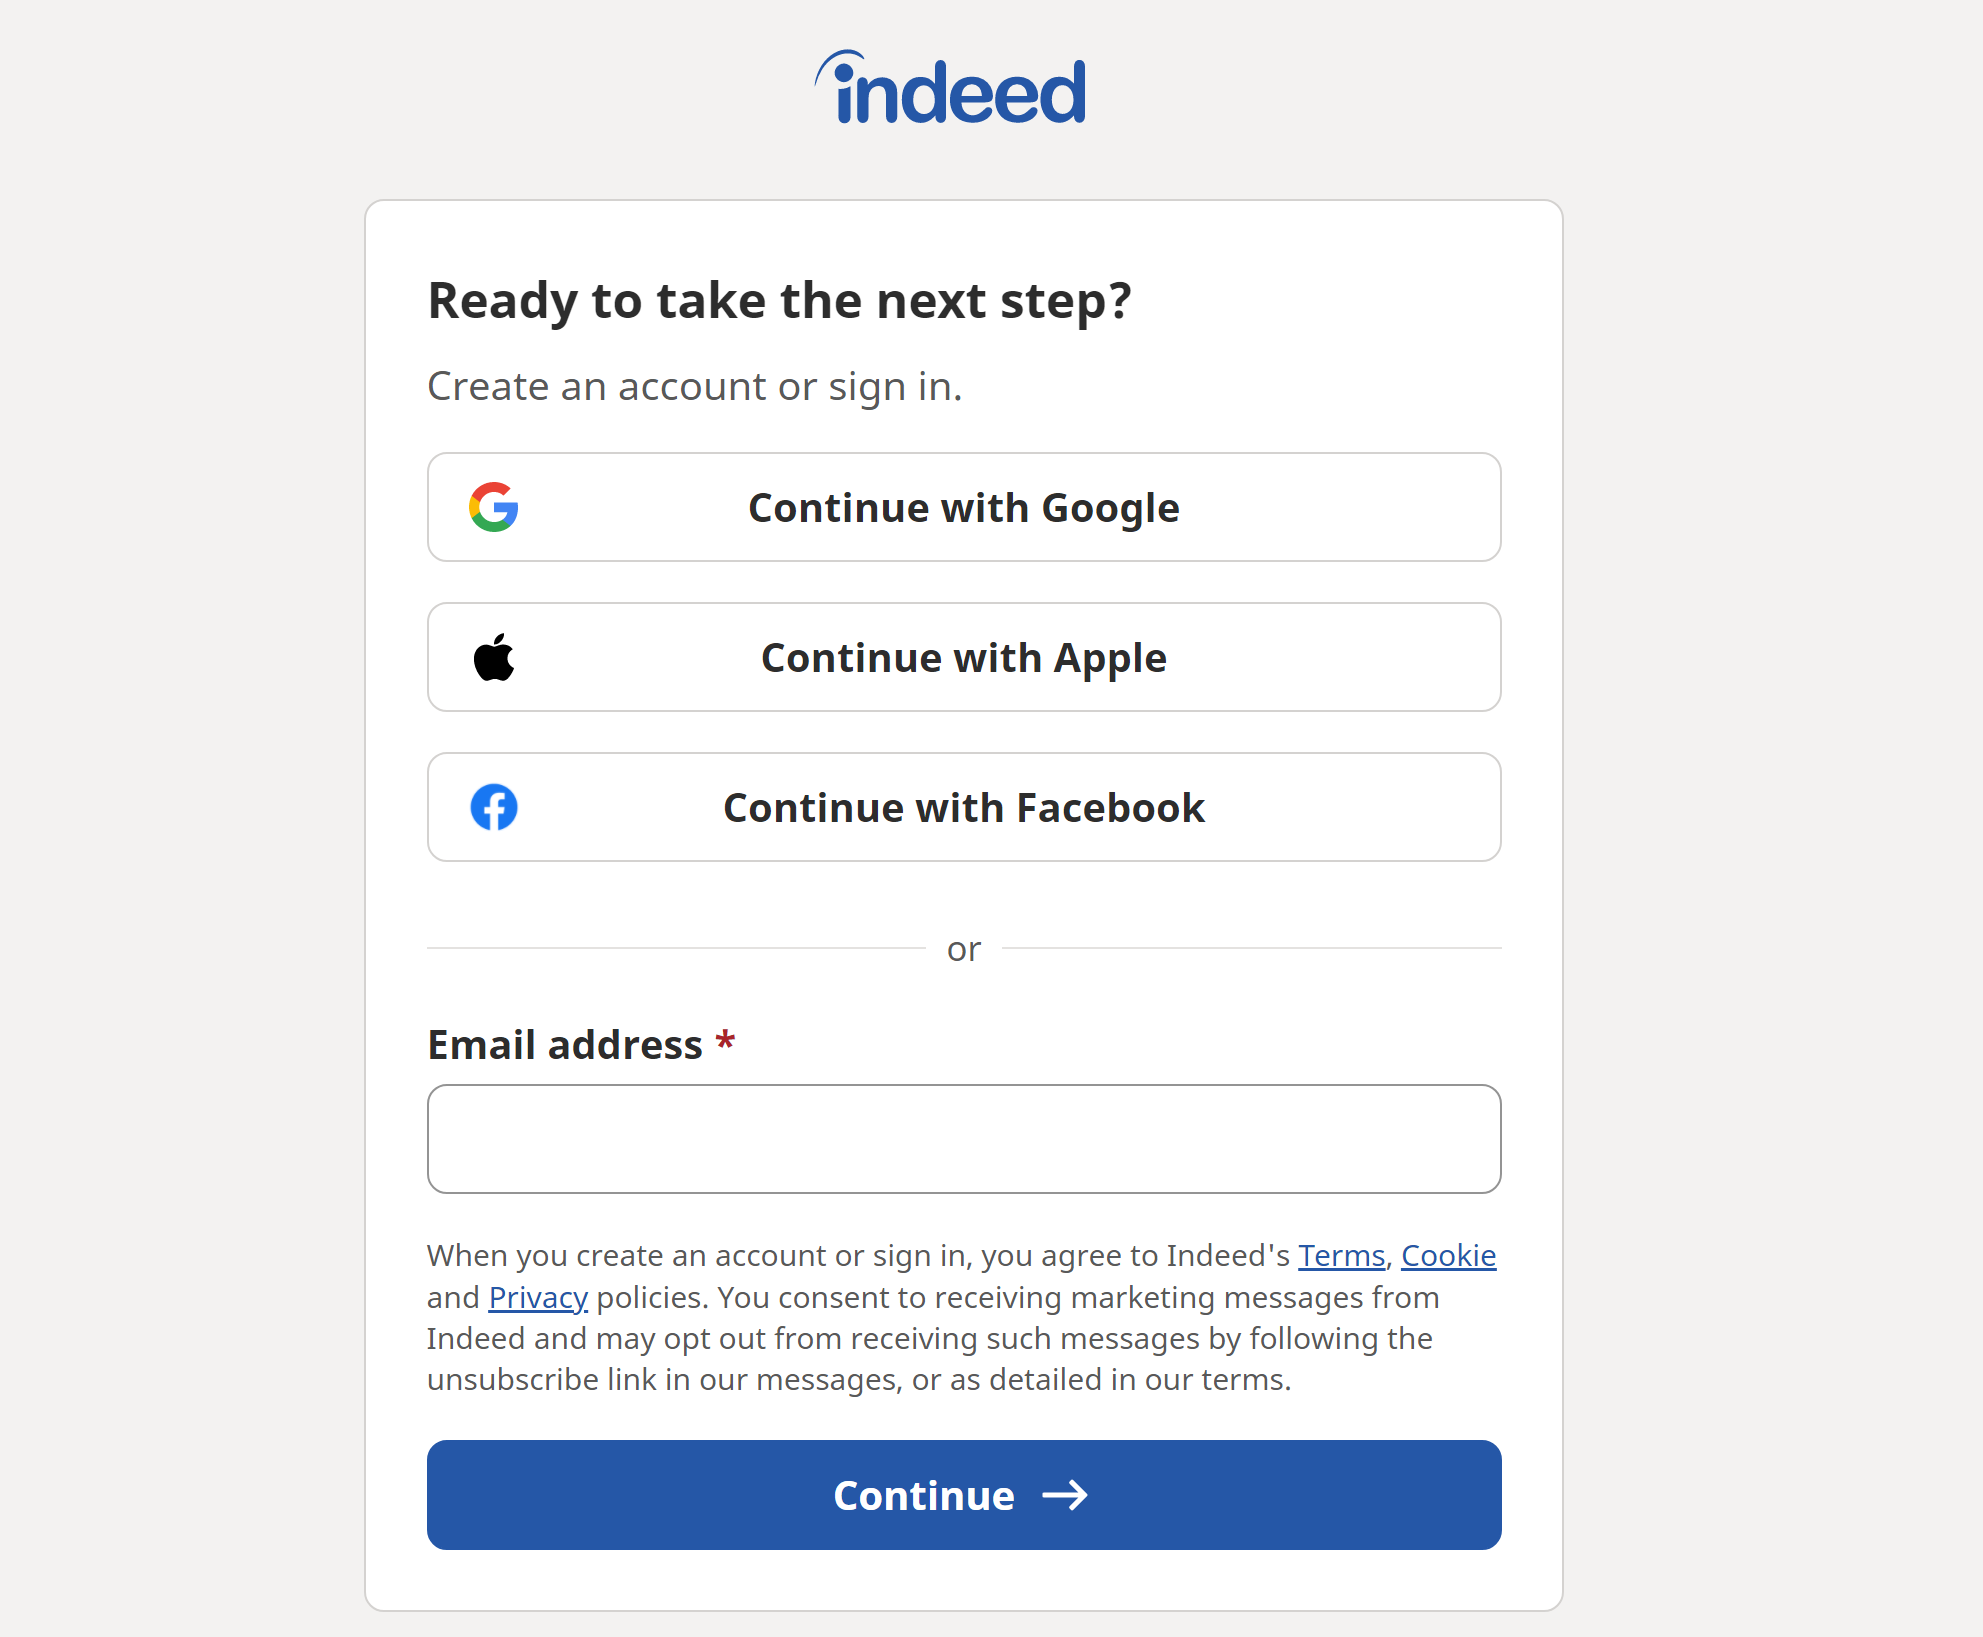 indeed
Ready to take the next step?
Create an account or sign in.
Continue with Google
Continue with Apple
Continue with Facebook
or
Email address *
When you create an account or sign in, you agree to Indeed's Terms, Cookie
and Privacy policies. You consent to receiving marketing messages from
Indeed and may opt out from receiving such messages by following the
unsubscribe link in our messages, or as detailed in our terms.
Continue →